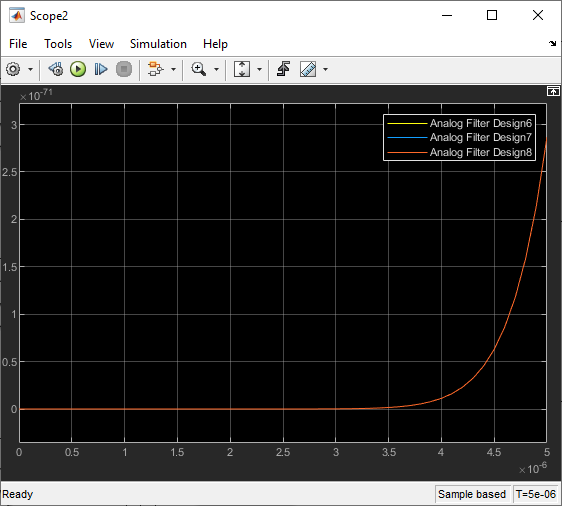 Scope2
File Tools View Simulation Help
×10⁻⁷¹
Analog Filter Design6
Analog Filter Design7
Analog Filter Design8
3
2.5
2
1.5
1
0.5
0
0 0.5 1 1.5 2 2.5 3 3.5 4 4.5 5
×10⁻⁶
Ready Sample based T=5e-06